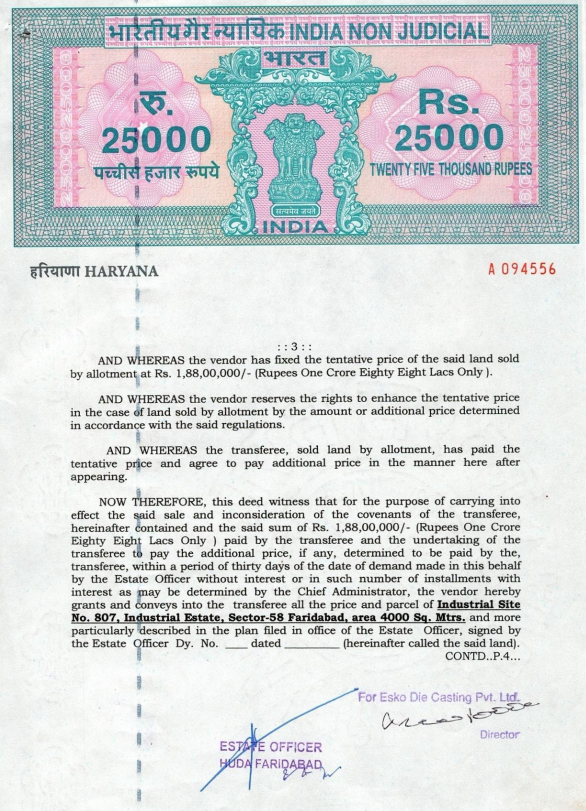 भारतीय गैर न्यायिक INDIA NON JUDICIAL
भारत
रु.
25000
पच्चीस हजार रुपये
Rs.
25000
TWENTY FIVE THOUSAND RUPEES
सत्यमेव जयते
INDIA
हरियाणा HARYANA
A 094556
: : 3 : :
AND WHEREAS the vendor has fixed the tentative price of the said land sold
by allotment at Rs. 1,88,00,000/- (Rupees One Crore Eighty Eight Lacs Only ).
AND WHEREAS the vendor reserves the rights to enhance the tentative price
in the case of land sold by allotment by the amount or additional price determined
in accordance with the said regulations.
AND WHEREAS the transferee, sold land by allotment, has paid the
tentative price and agree to pay additional price in the manner here after
appearing.
NOW THEREFORE, this deed witness that for the purpose of carrying into
effect the said sale and inconsideration of the covenants of the transferee,
hereinafter contained and the said sum of Rs. 1,88,00,000/- (Rupees One Crore
Eighty Eight Lacs Only ) paid by the transferee and the undertaking of the
transferee to pay the additional price, if any, determined to be paid by the,
transferee, within a period of thirty days of the date of demand made in this behalf
by the Estate Officer without interest or in such number of installments with
interest as may be determined by the Chief Administrator, the vendor hereby
grants and conveys into the transferee all the price and parcel of Industrial Site
No. 807, Industrial Estate, Sector-58 Faridabad, area 4000 Sq. Mtrs. and more
particularly described in the plan filed in office of the Estate Officer, signed by
the Estate Officer Dy. No. ____ dated __________ (hereinafter called the said land).
CONTD..P.4...
For Esko Die Casting Pvt. Ltd.
Director
ESTATE OFFICER
HUDA FARIDABAD